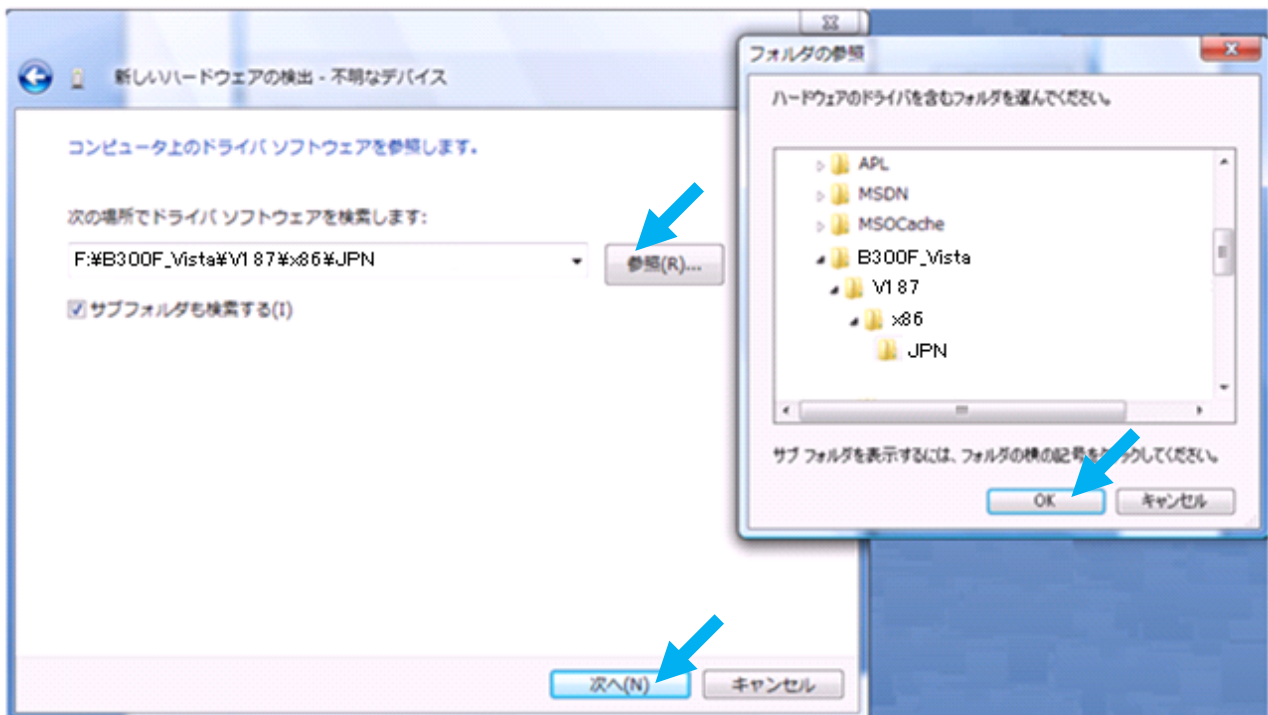 新しいハードウェアの検出 - 不明なデバイス
コンピュータ上のドライバ ソフトウェアを参照します。
次の場所でドライバ ソフトウェアを検索します:
F:¥B300F_Vista¥V187¥x86¥JPN
参照(R)...
サブフォルダも検索する(I)
次へ(N)
キャンセル
フォルダの参照
ハードウェアのドライバを含むフォルダを選んでください。
APL
MSDN
MSOCache
B300F_Vista
V187
x86
JPN
サブ フォルダを表示するには、フォルダの横の記号をクリックしてください。
OK
キャンセル